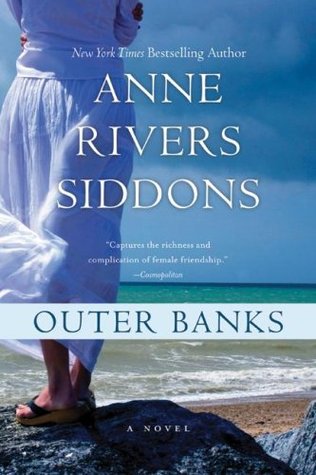 New York Times Bestselling Author
ANNE
RIVERS
SIDDONS
"Captures the richness and
complication of female friendship."
—Cosmopolitan
OUTER BANKS
A NOVEL